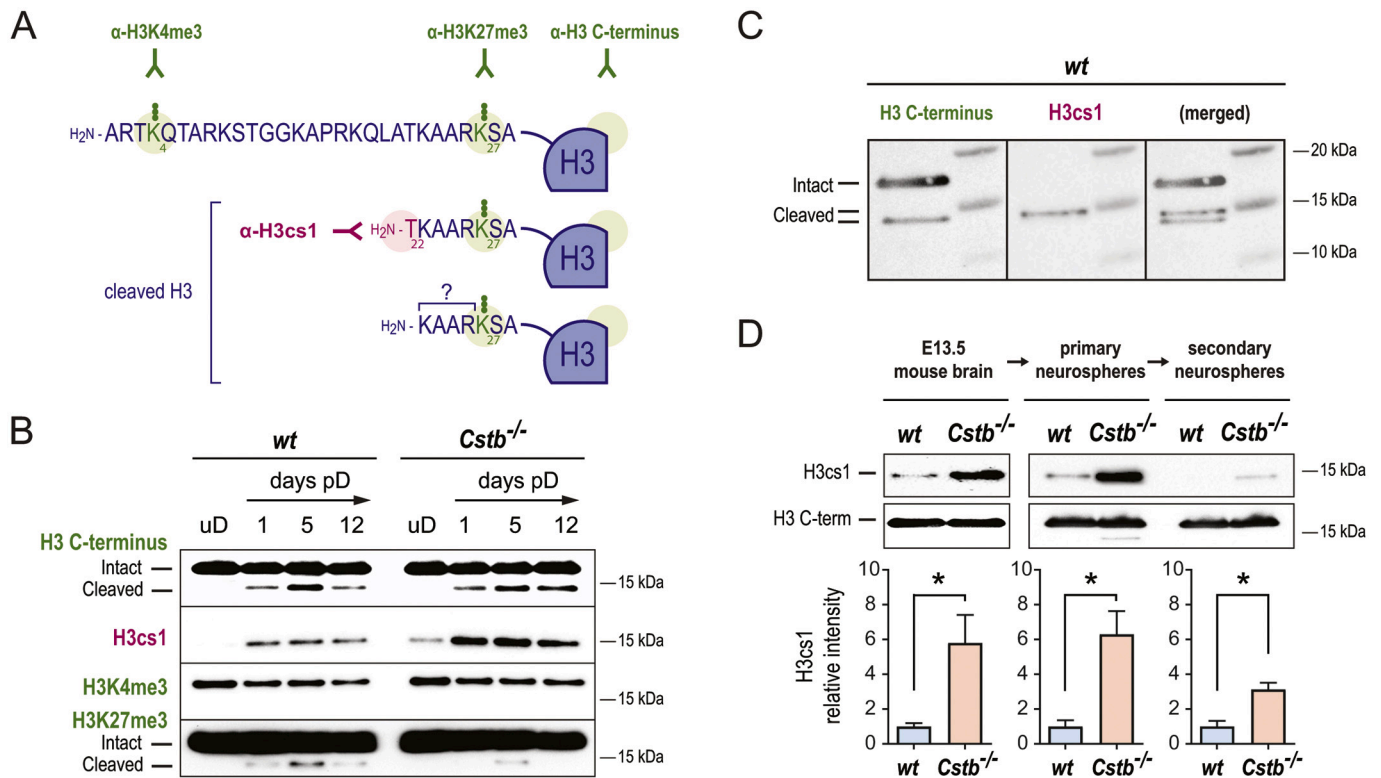 A
α-H3K4me3 α-H3K27me3 α-H3 C-terminus
H2N - ARTKQTARKSTGGKAPRKQLATKAARKSA H3
4 27
α-H3cs1 H2N - TKAARKSA H3
22 27
cleaved H3
?
H2N - KAARKSA H3
27
B
wt Cstb-/-
days pD days pD
uD 1 5 12 uD 1 5 12
H3 C-terminus
Intact
Cleaved 15 kDa
H3cs1 15 kDa
H3K4me3
15 kDa
H3K27me3
Intact
15 kDa
Cleaved
C
wt
H3 C-terminus H3cs1 (merged)
20 kDa
Intact
15 kDa
Cleaved
10 kDa
D
E13.5 mouse brain primary neurospheres secondary neurospheres
wt Cstb-/- wt Cstb-/- wt Cstb-/-
H3cs1 15 kDa
H3 C-term
15 kDa
H3cs1
relative intensity
10 10 10
8 * 8 * 8 *
6 6 6
4 4 4
2 2 2
0 0 0
wt Cstb-/- wt Cstb-/- wt Cstb-/-